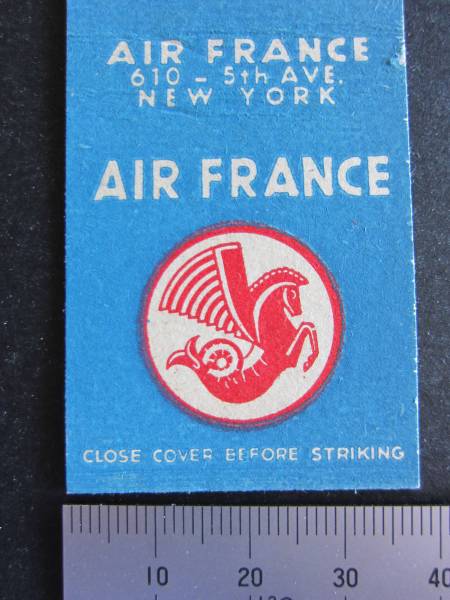 AIR FRANCE
610 - 5th AVE.
NEW YORK
AIR FRANCE
CLOSE COVER BEFORE STRIKING
10 20 30 40